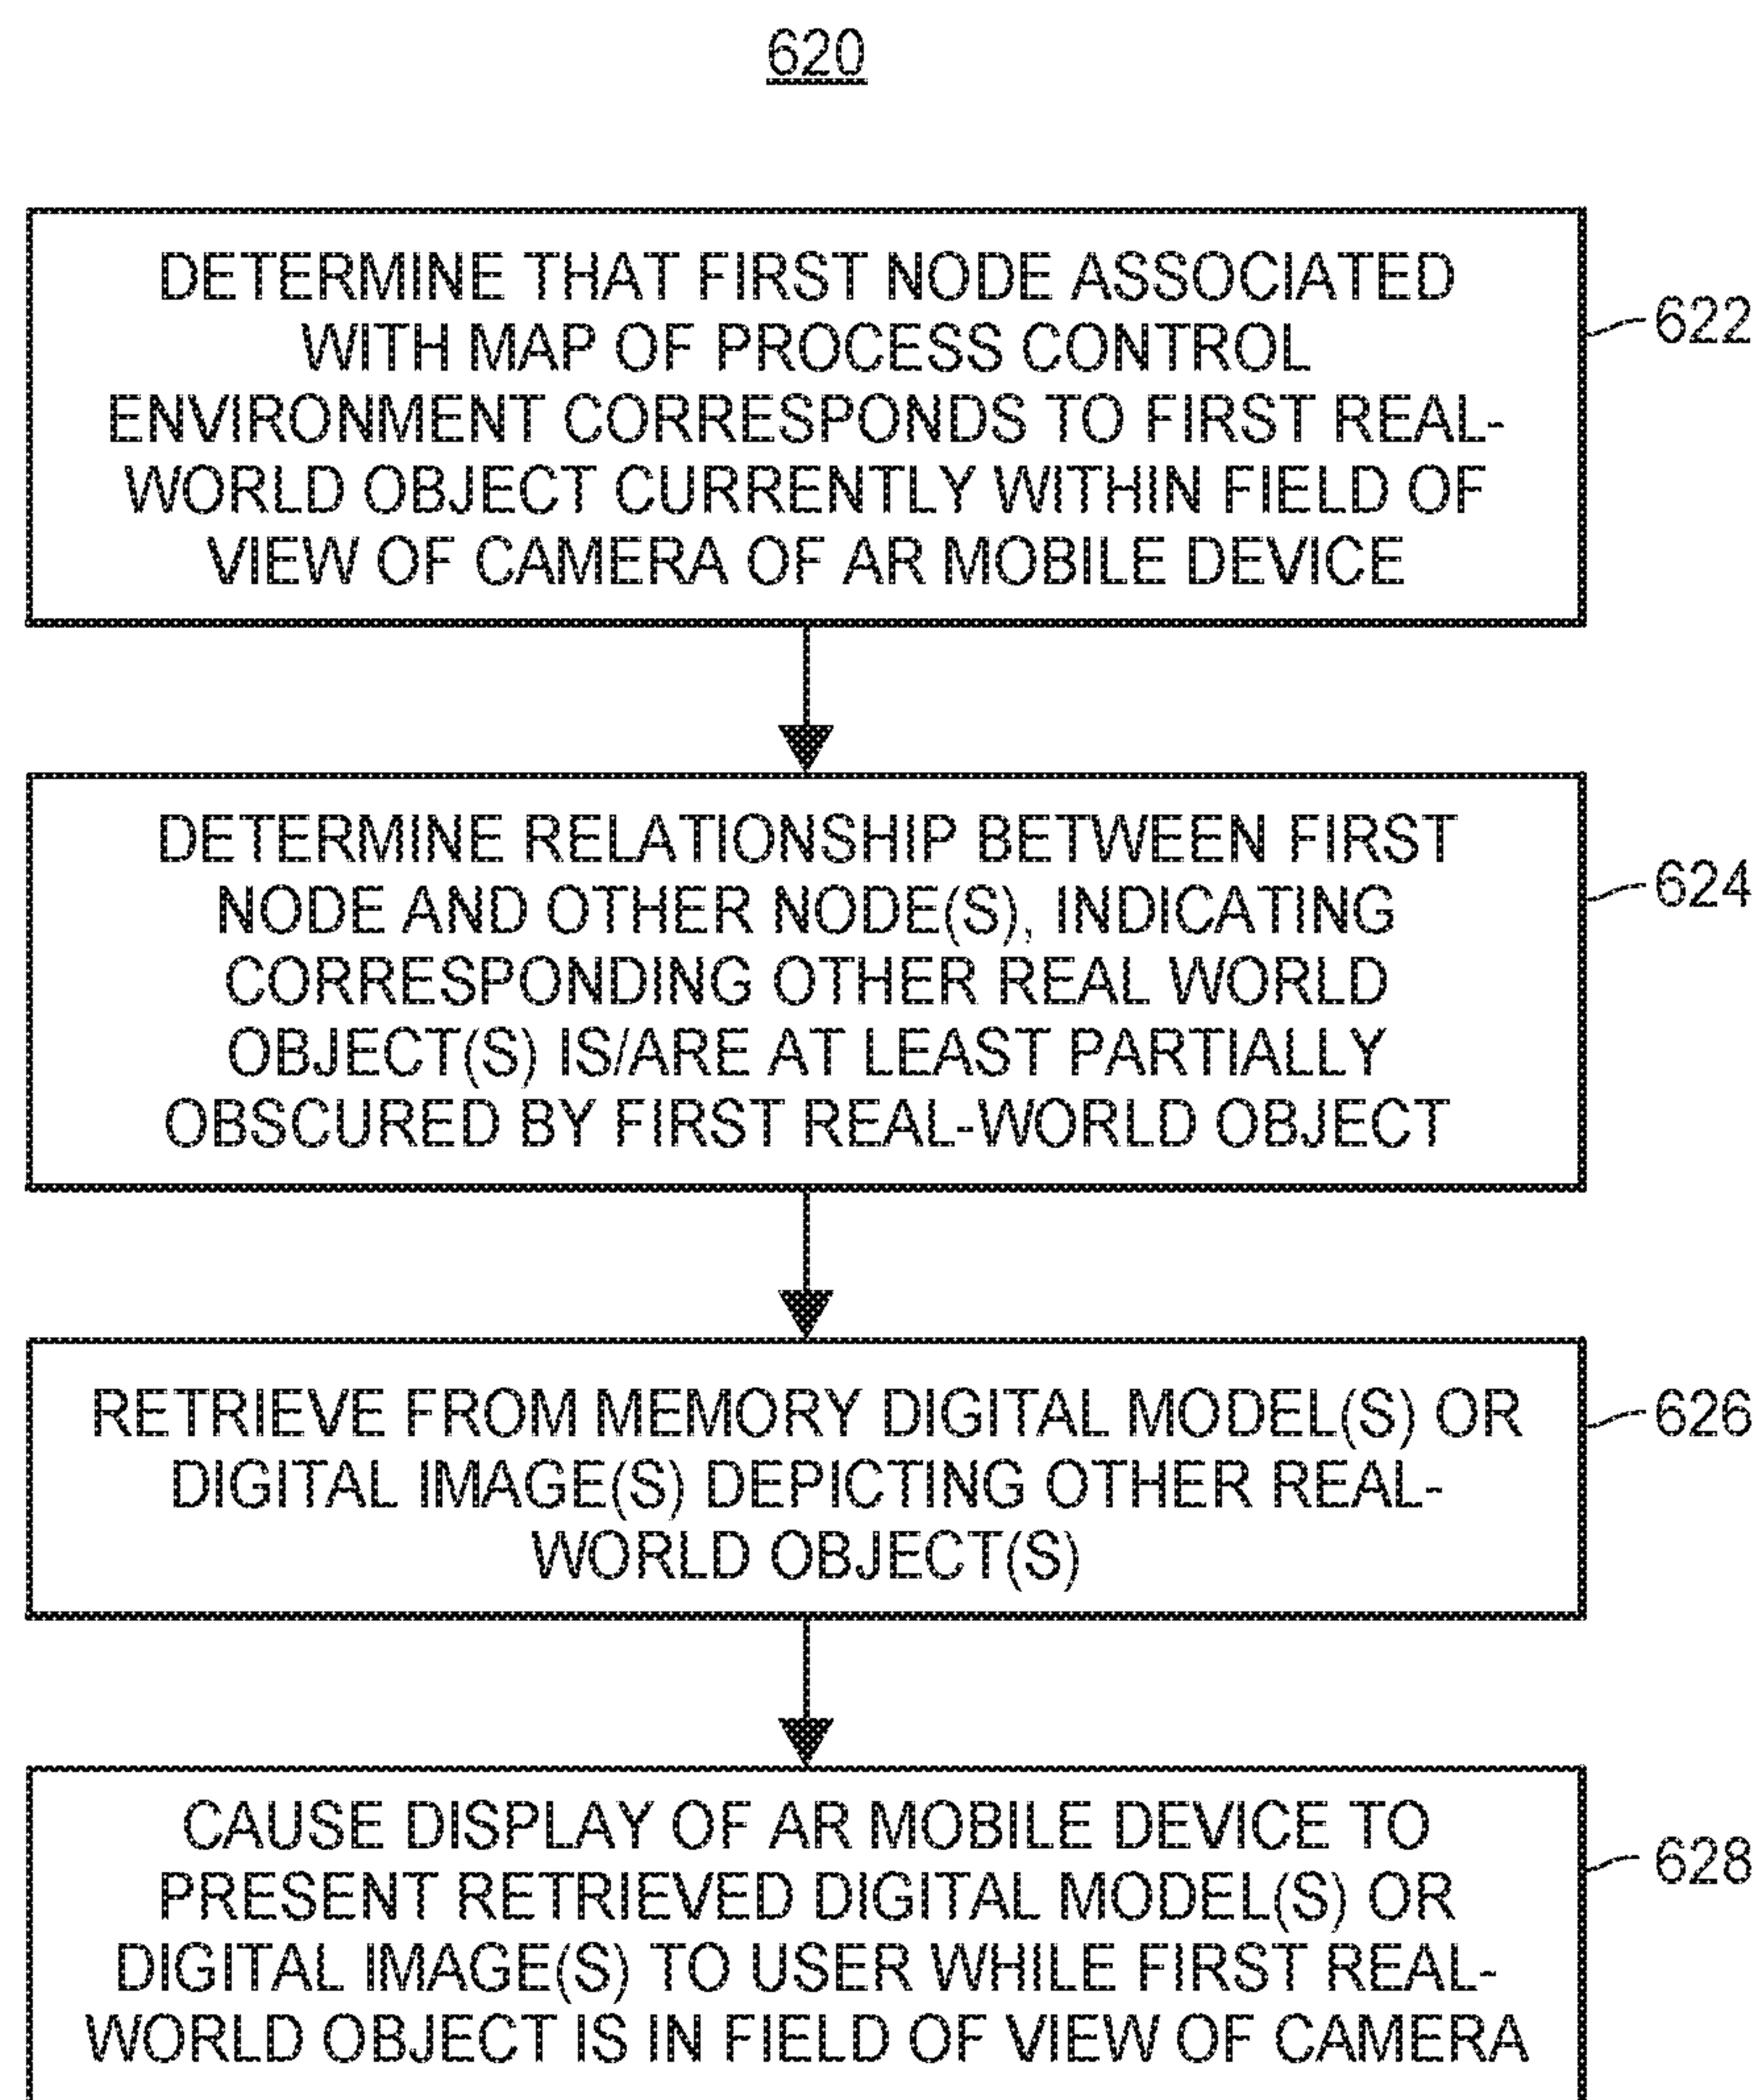 620
DETERMINE THAT FIRST NODE ASSOCIATED
WITH MAP OF PROCESS CONTROL
ENVIRONMENT CORRESPONDS TO FIRST REAL-
WORLD OBJECT CURRENTLY WITHIN FIELD OF
VIEW OF CAMERA OF AR MOBILE DEVICE
622
DETERMINE RELATIONSHIP BETWEEN FIRST
NODE AND OTHER NODE(S), INDICATING
CORRESPONDING OTHER REAL WORLD
OBJECT(S) IS/ARE AT LEAST PARTIALLY
OBSCURED BY FIRST REAL-WORLD OBJECT
624
RETRIEVE FROM MEMORY DIGITAL MODEL(S) OR
DIGITAL IMAGE(S) DEPICTING OTHER REAL-
WORLD OBJECT(S)
626
CAUSE DISPLAY OF AR MOBILE DEVICE TO
PRESENT RETRIEVED DIGITAL MODEL(S) OR
DIGITAL IMAGE(S) TO USER WHILE FIRST REAL-
WORLD OBJECT IS IN FIELD OF VIEW OF CAMERA
628